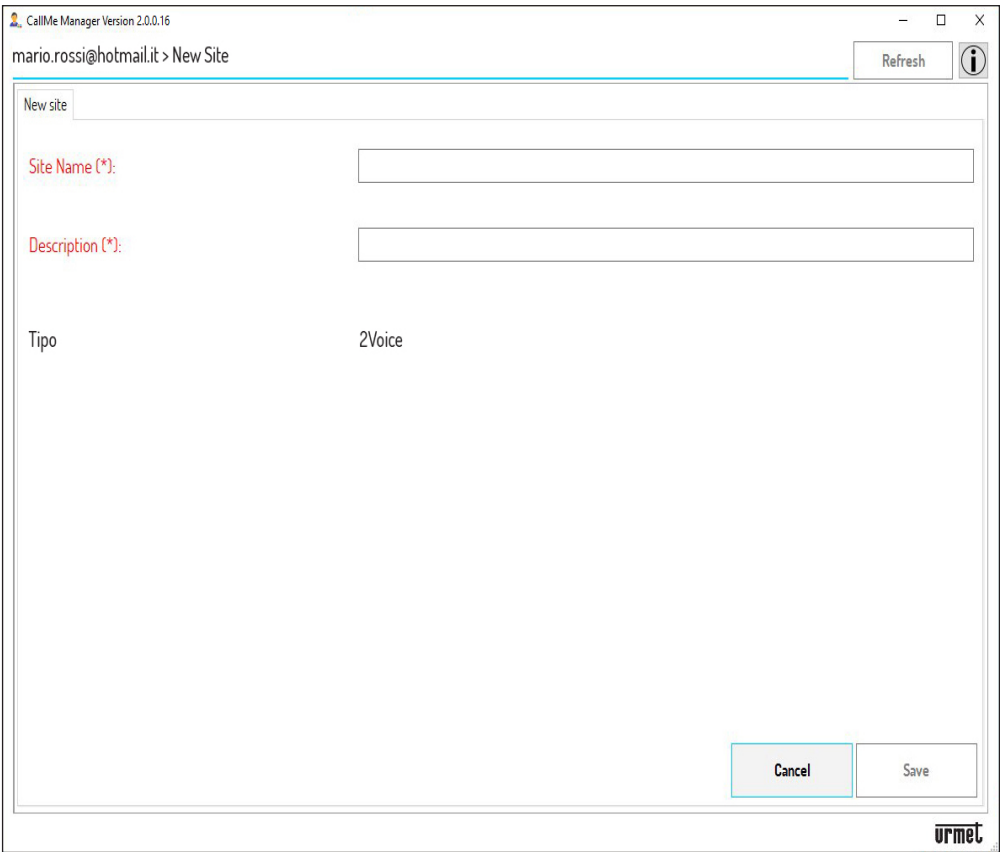 CallMe Manager Version 2.0.0.16
mario.rossi@hotmail.it > New Site
Refresh
New site
Site Name (*):
Description (*):
Tipo 2Voice
Cancel Save
urmet